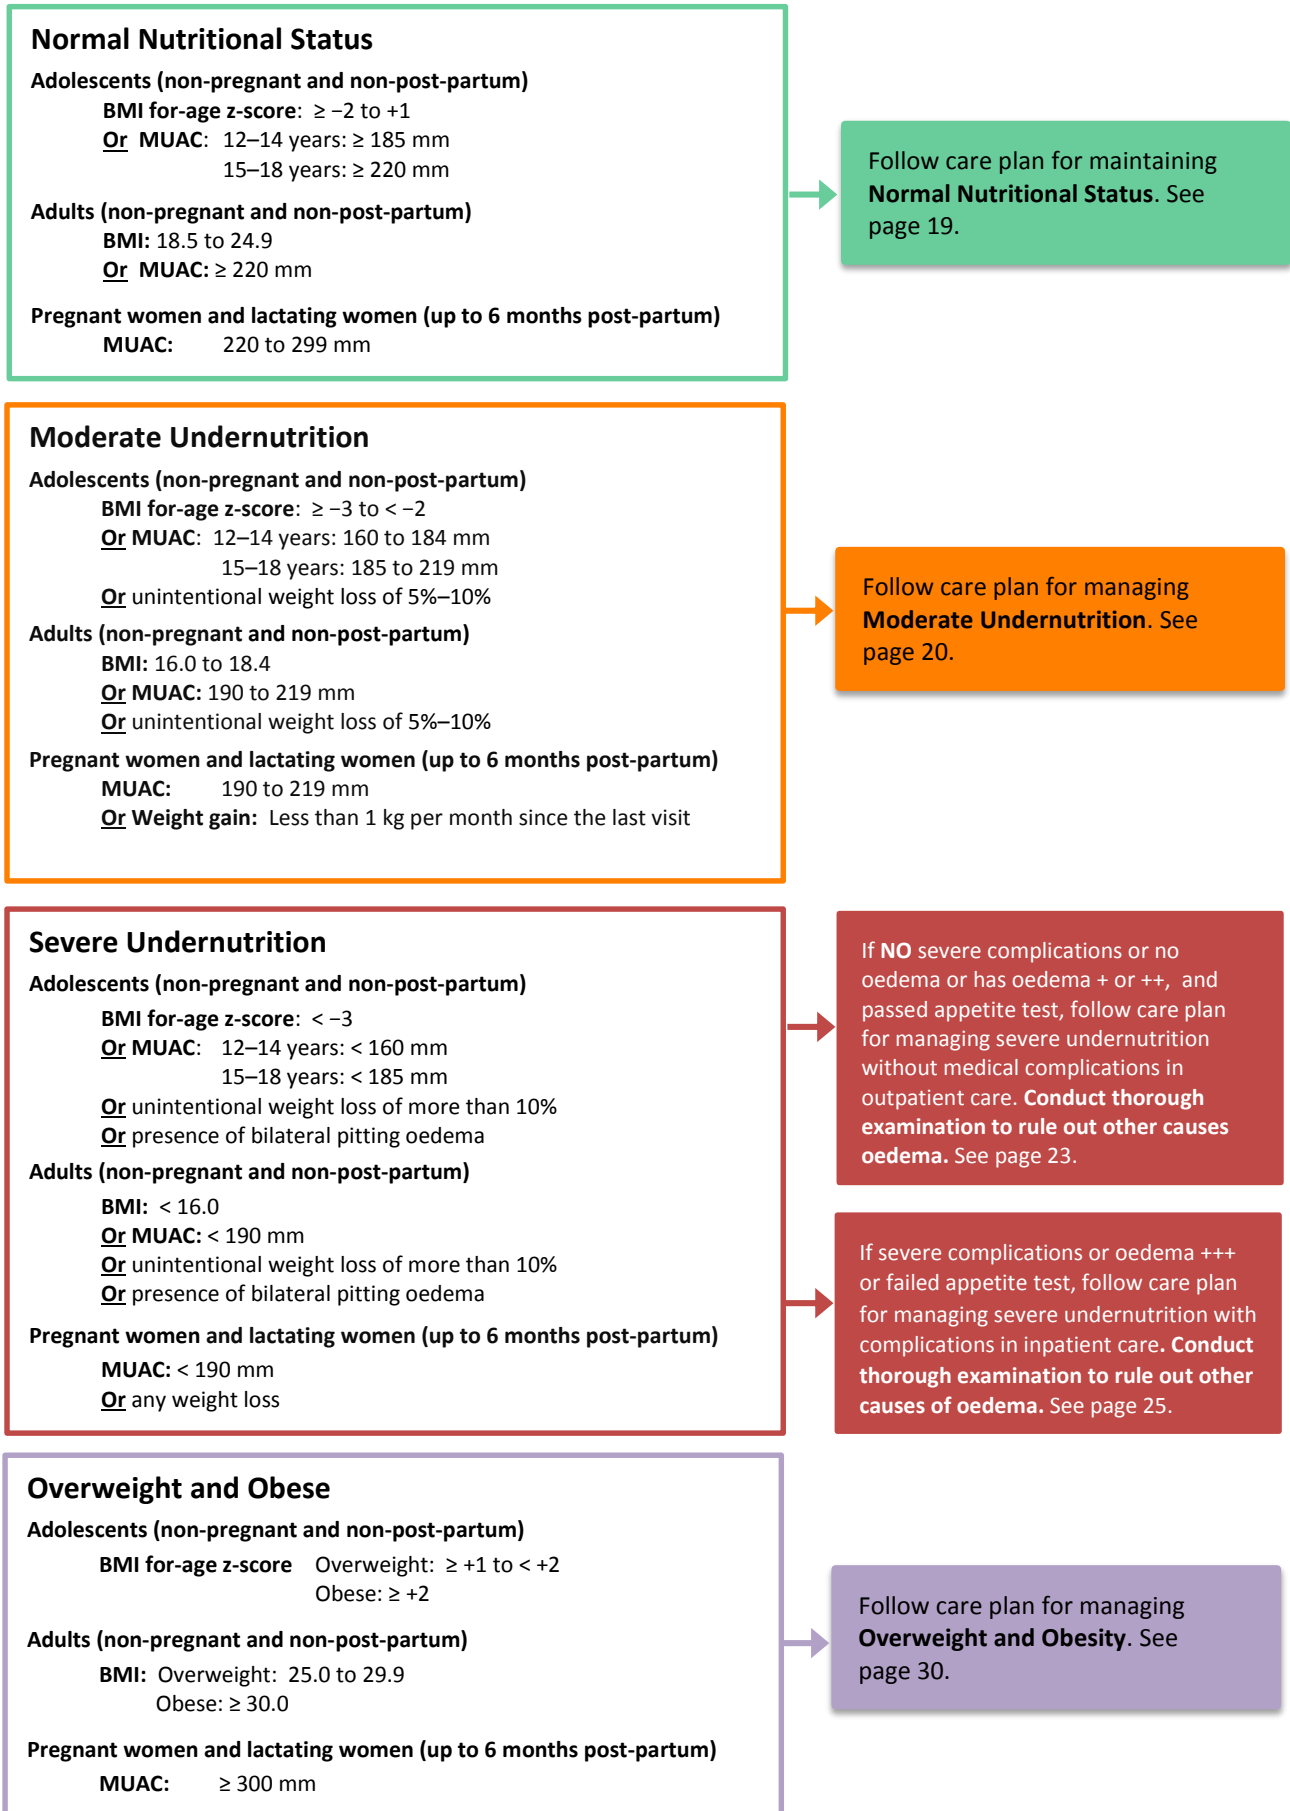 Normal Nutritional Status
Adolescents (non-pregnant and non-post-partum)
BMI for-age z-score: ≥ −2 to +1
Or MUAC: 12–14 years: ≥ 185 mm
15–18 years: ≥ 220 mm
Adults (non-pregnant and non-post-partum)
BMI: 18.5 to 24.9
Or MUAC: ≥ 220 mm
Pregnant women and lactating women (up to 6 months post-partum)
MUAC: 220 to 299 mm
Follow care plan for maintaining
Normal Nutritional Status. See
page 19.
Moderate Undernutrition
Adolescents (non-pregnant and non-post-partum)
BMI for-age z-score: ≥ −3 to < −2
Or MUAC: 12–14 years: 160 to 184 mm
15–18 years: 185 to 219 mm
Or unintentional weight loss of 5%–10%
Adults (non-pregnant and non-post-partum)
BMI: 16.0 to 18.4
Or MUAC: 190 to 219 mm
Or unintentional weight loss of 5%–10%
Pregnant women and lactating women (up to 6 months post-partum)
MUAC: 190 to 219 mm
Or Weight gain: Less than 1 kg per month since the last visit
Follow care plan for managing
Moderate Undernutrition. See
page 20.
Severe Undernutrition
Adolescents (non-pregnant and non-post-partum)
BMI for-age z-score: < −3
Or MUAC: 12–14 years: < 160 mm
15–18 years: < 185 mm
Or unintentional weight loss of more than 10%
Or presence of bilateral pitting oedema
Adults (non-pregnant and non-post-partum)
BMI: < 16.0
Or MUAC: < 190 mm
Or unintentional weight loss of more than 10%
Or presence of bilateral pitting oedema
Pregnant women and lactating women (up to 6 months post-partum)
MUAC: < 190 mm
Or any weight loss
If NO severe complications or no
oedema or has oedema + or ++, and
passed appetite test, follow care plan
for managing severe undernutrition
without medical complications in
outpatient care. Conduct thorough
examination to rule out other causes
oedema. See page 23.
If severe complications or oedema +++
or failed appetite test, follow care plan
for managing severe undernutrition with
complications in inpatient care. Conduct
thorough examination to rule out other
causes of oedema. See page 25.
Overweight and Obese
Adolescents (non-pregnant and non-post-partum)
BMI for-age z-score Overweight: ≥ +1 to < +2
Obese: ≥ +2
Adults (non-pregnant and non-post-partum)
BMI: Overweight: 25.0 to 29.9
Obese: ≥ 30.0
Pregnant women and lactating women (up to 6 months post-partum)
MUAC: ≥ 300 mm
Follow care plan for managing
Overweight and Obesity. See
page 30.